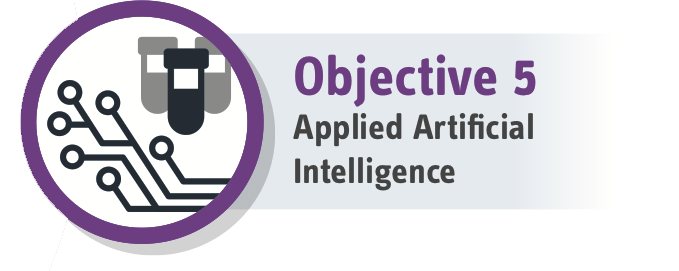 Objective 5
Applied Artificial
Intelligence